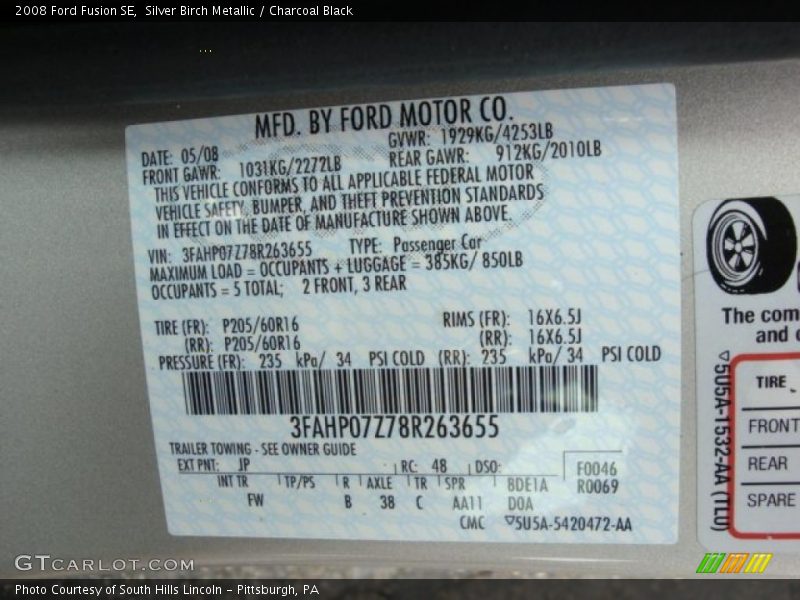 2008 Ford Fusion SE,  Silver Birch Metallic / Charcoal Black
MFD. BY FORD MOTOR CO.
DATE: 05/08 GVWR: 1929KG/4253LB
FRONT GAWR: 1031KG/2272LB REAR GAWR: 912KG/2010LB
THIS VEHICLE CONFORMS TO ALL APPLICABLE FEDERAL MOTOR
VEHICLE SAFETY, BUMPER, AND THEFT PREVENTION STANDARDS
IN EFFECT ON THE DATE OF MANUFACTURE SHOWN ABOVE.
VIN: 3FAHP07Z78R263655 TYPE: Passenger Car
MAXIMUM LOAD = OCCUPANTS + LUGGAGE = 385KG/ 850LB
OCCUPANTS = 5 TOTAL; 2 FRONT, 3 REAR
TIRE (FR): P205/60R16 RIMS (FR): 16X6.5J
(RR): P205/60R16 (RR): 16X6.5J
PRESSURE (FR): 235 kPa/ 34 PSI COLD (RR): 235 kPa/ 34 PSI COLD
3FAHP07Z78R263655
TRAILER TOWING - SEE OWNER GUIDE
EXT PNT: JP RC: 48 DSO: F0046
INT TR TP/PS R AXLE TR SPR BDE1A R0069
FW B 38 C AA11 DOA
CMC ▽5U5A-5420472-AA
The com
and
▽5U5A-1532-AA (TLU)
TIRE
FRONT
REAR
SPARE
GTCARLOT.COM
Photo Courtesy of South Hills Lincoln - Pittsburgh, PA